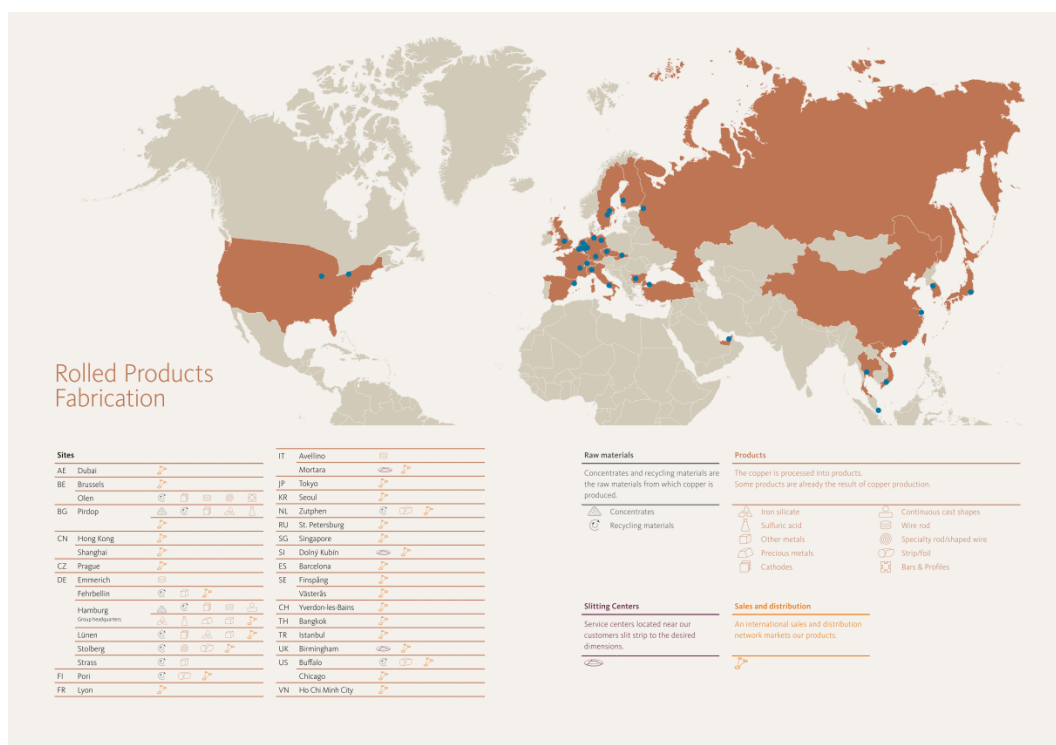 Rolled Products
Fabrication
Sites
AE Dubai
BE Brussels
Olen
BG Pirdop
CN Hong Kong
Shanghai
CZ Prague
DE Emmerich
Fehrbellin
Hamburg
Group headquarters
Lünen
Stolberg
Strass
FI Pori
FR Lyon
IT Avellino
Mortara
JP Tokyo
KR Seoul
NL Zutphen
RU St. Petersburg
SG Singapore
SI Dolný Kubín
ES Barcelona
SE Finspång
Västerås
CH Yverdon-les-Bains
TH Bangkok
TR Istanbul
UK Birmingham
US Buffalo
Chicago
VN Ho Chi Minh City
Raw materials
Concentrates and recycling materials are
the raw materials from which copper is
produced.
Concentrates
Recycling materials
Products
The copper is processed into products.
Some products are already the result of copper production.
Iron silicate
Sulfuric acid
Other metals
Precious metals
Cathodes
Continuous cast shapes
Wire rod
Specialty rod/shaped wire
Strip/foil
Bars & Profiles
Slitting Centers
Service centers located near our
customers slit strip to the desired
dimensions.
Sales and distribution
An international sales and distribution
network markets our products.